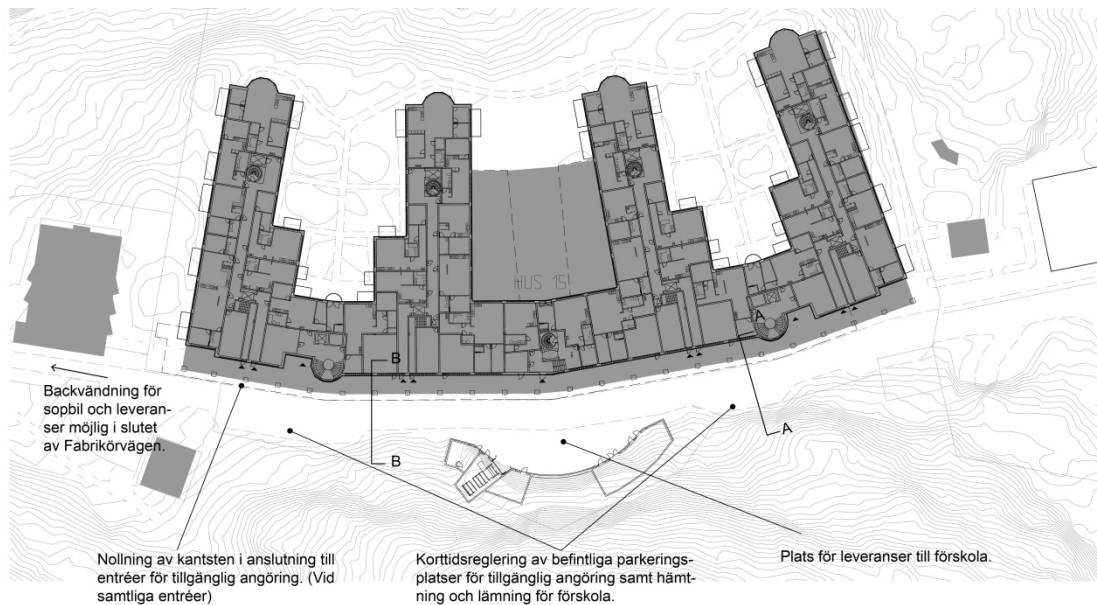 HUS 15
A
B
B
A
Backvändning för
sopbil och leveran-
ser möjlig i slutet
av Fabrikörvägen.
Nollning av kantsten i anslutning till
entréer för tillgänglig angöring. (Vid
samtliga entréer)
Korttidsreglering av befintliga parkerings-
platser för tillgänglig angöring samt hämt-
ning och lämning för förskola.
Plats för leveranser till förskola.